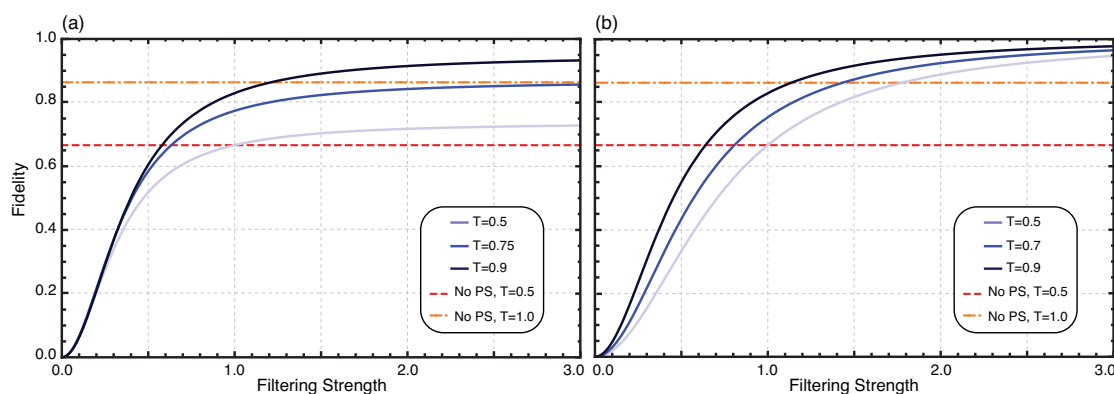 (a)
1.0
0.8
0.6
0.4
0.2
0.0
Fidelity
0.0 1.0 2.0 3.0
Filtering Strength
T=0.5
T=0.75
T=0.9
No PS, T=0.5
No PS, T=1.0
(b)
0.0 1.0 2.0 3.0
Filtering Strength
T=0.5
T=0.7
T=0.9
No PS, T=0.5
No PS, T=1.0